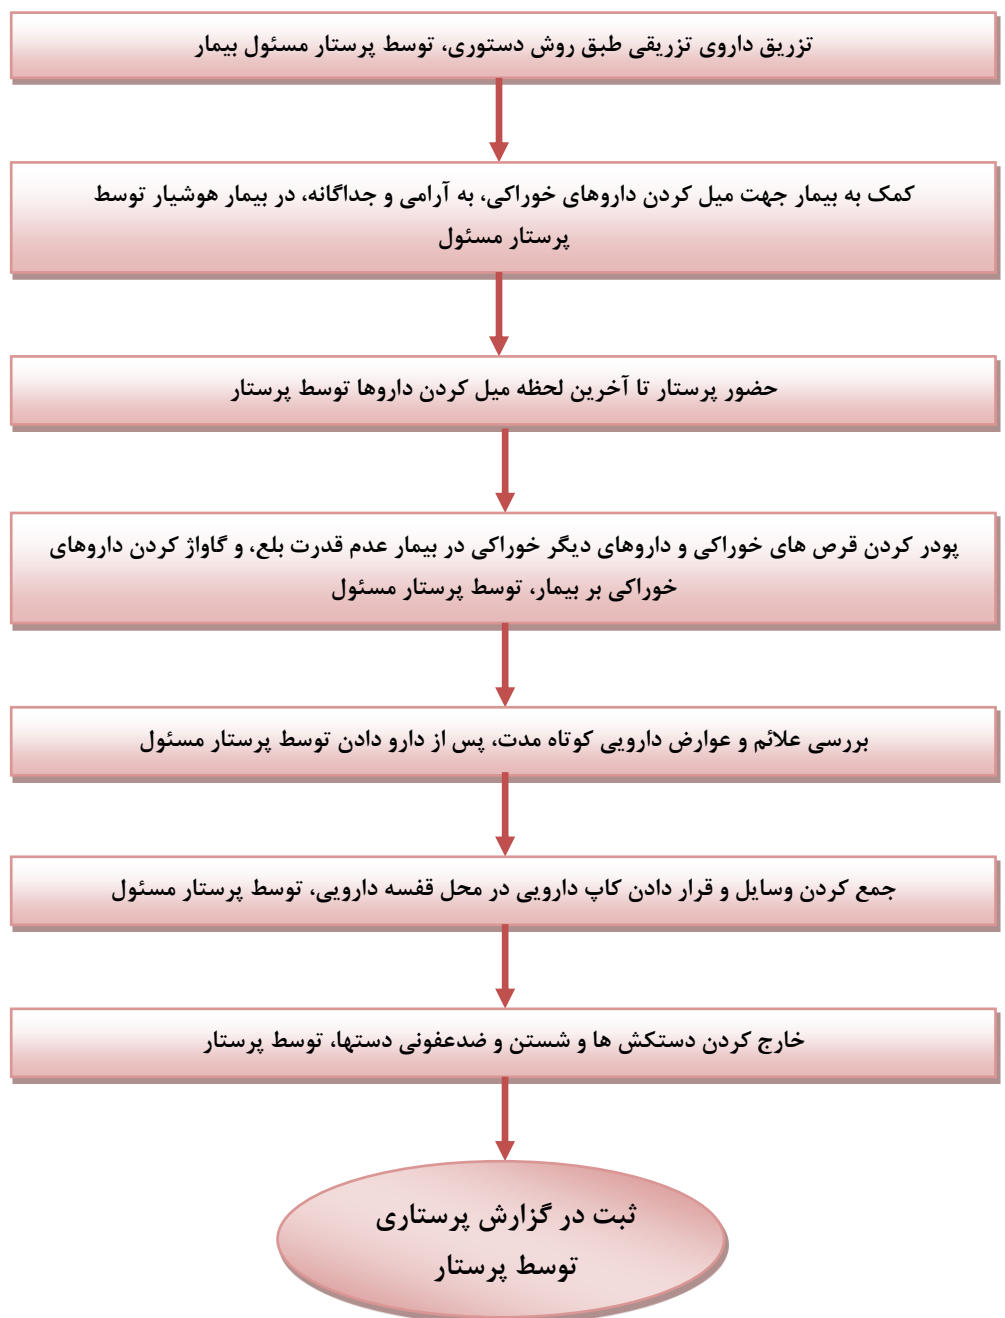 تزریق داروی تزریقی طبق روش دستوری، توسط پرستار مسئول بیمار
کمک به بیمار جهت میل کردن داروهای خوراکی، به آرامی و جداگانه، در بیمار هوشیار توسط
پرستار مسئول
حضور پرستار تا آخرین لحظه میل کردن داروها توسط پرستار
پودر کردن قرص های خوراکی و داروهای دیگر خوراکی در بیمار عدم قدرت بلع، و گاواژ کردن داروهای
خوراکی بر بیمار، توسط پرستار مسئول
بررسی علائم و عوارض دارویی کوتاه مدت، پس از دارو دادن توسط پرستار مسئول
جمع کردن وسایل و قرار دادن کاپ دارویی در محل قفسه دارویی، توسط پرستار مسئول
خارج کردن دستکش ها و شستن و ضدعفونی دستها، توسط پرستار
ثبت در گزارش پرستاری
توسط پرستار